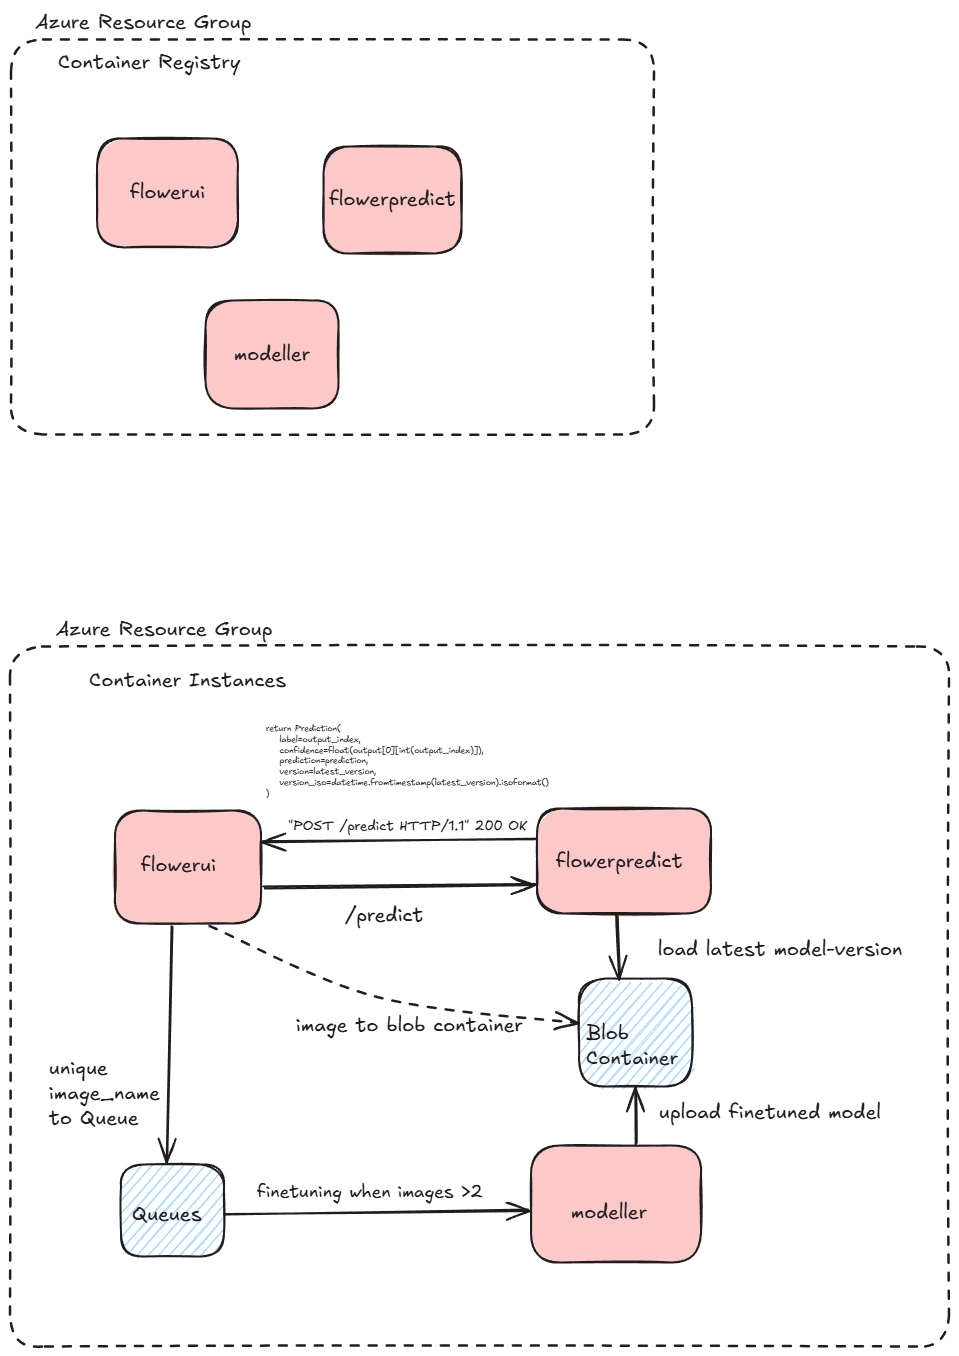 Azure Resource Group
Container Registry
flowerui
flowerpredict
modeller
Azure Resource Group
Container Instances
return Prediction(
label=output_index,
confidence=float(output[0][int(output_index)]),
prediction=prediction,
version=latest_version,
version_iso=datetime.fromtimestamp(latest_version).isoformat()
)
"POST /predict HTTP/1.1" 200 OK
flowerui
flowerpredict
/predict
load latest model-version
image to blob container
Blob
Container
unique
image_name
to Queue
upload finetuned model
finetuning when images >2
Queues
modeller